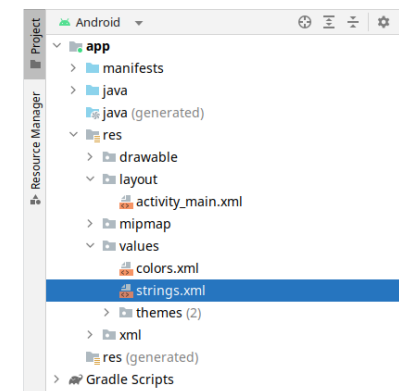 Project
Resource Manager
Android
app
manifests
java
java (generated)
res
drawable
layout
activity_main.xml
mipmap
values
colors.xml
strings.xml
themes (2)
xml
res (generated)
Gradle Scripts